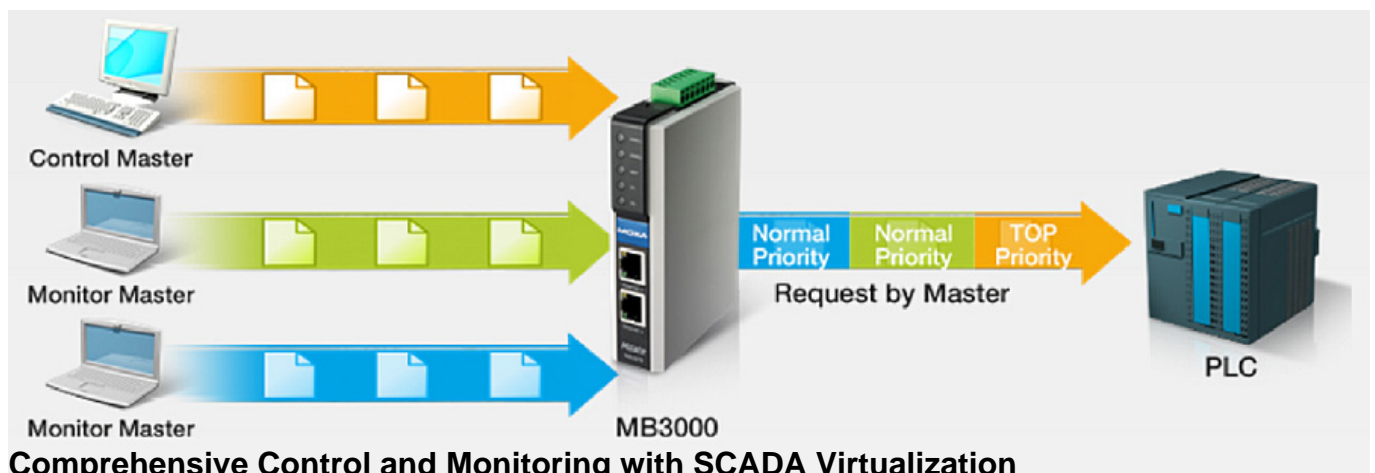 Control Master
Monitor Master
Monitor Master
MOXA
MB3000
Normal Priority
Normal Priority
TOP Priority
Request by Master
PLC
Comprehensive Control and Monitoring with SCADA Virtualization